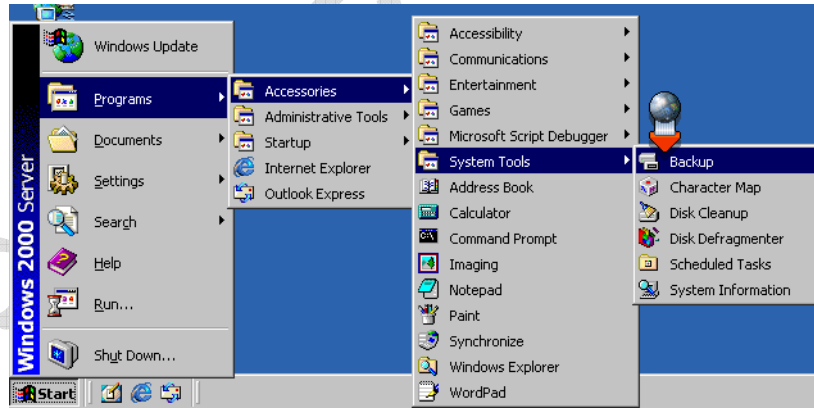 Windows 2000 Server
Windows Update
Programs
Documents
Settings
Search
Help
Run...
Shut Down...
Start
Accessories
Administrative Tools
Startup
Internet Explorer
Outlook Express
Accessibility
Communications
Entertainment
Games
Microsoft Script Debugger
System Tools
Address Book
Calculator
Command Prompt
Imaging
Notepad
Paint
Synchronize
Windows Explorer
WordPad
Backup
Character Map
Disk Cleanup
Disk Defragmenter
Scheduled Tasks
System Information